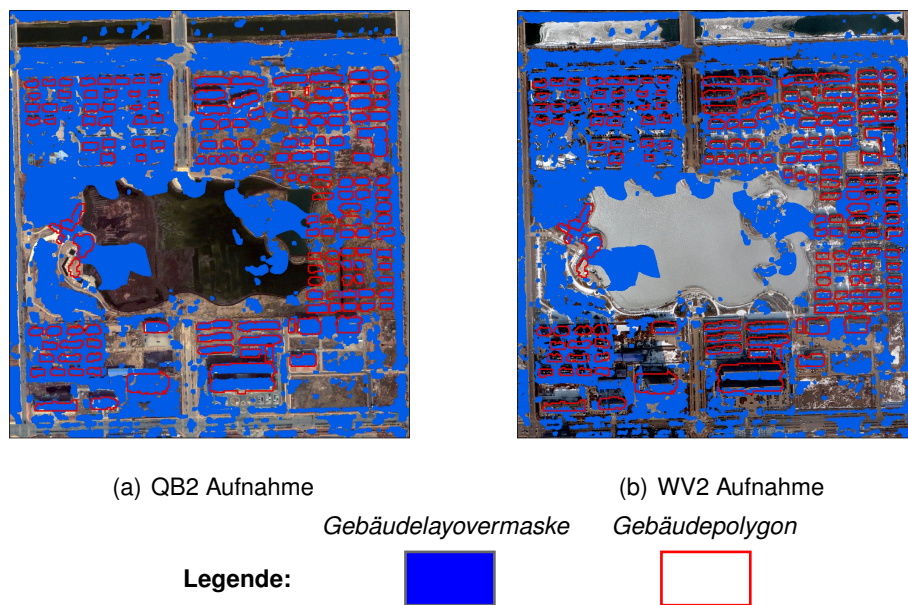 (a) QB2 Aufnahme
(b) WV2 Aufnahme
Gebäudelayovermaske
Gebäudepolygon
Legende: